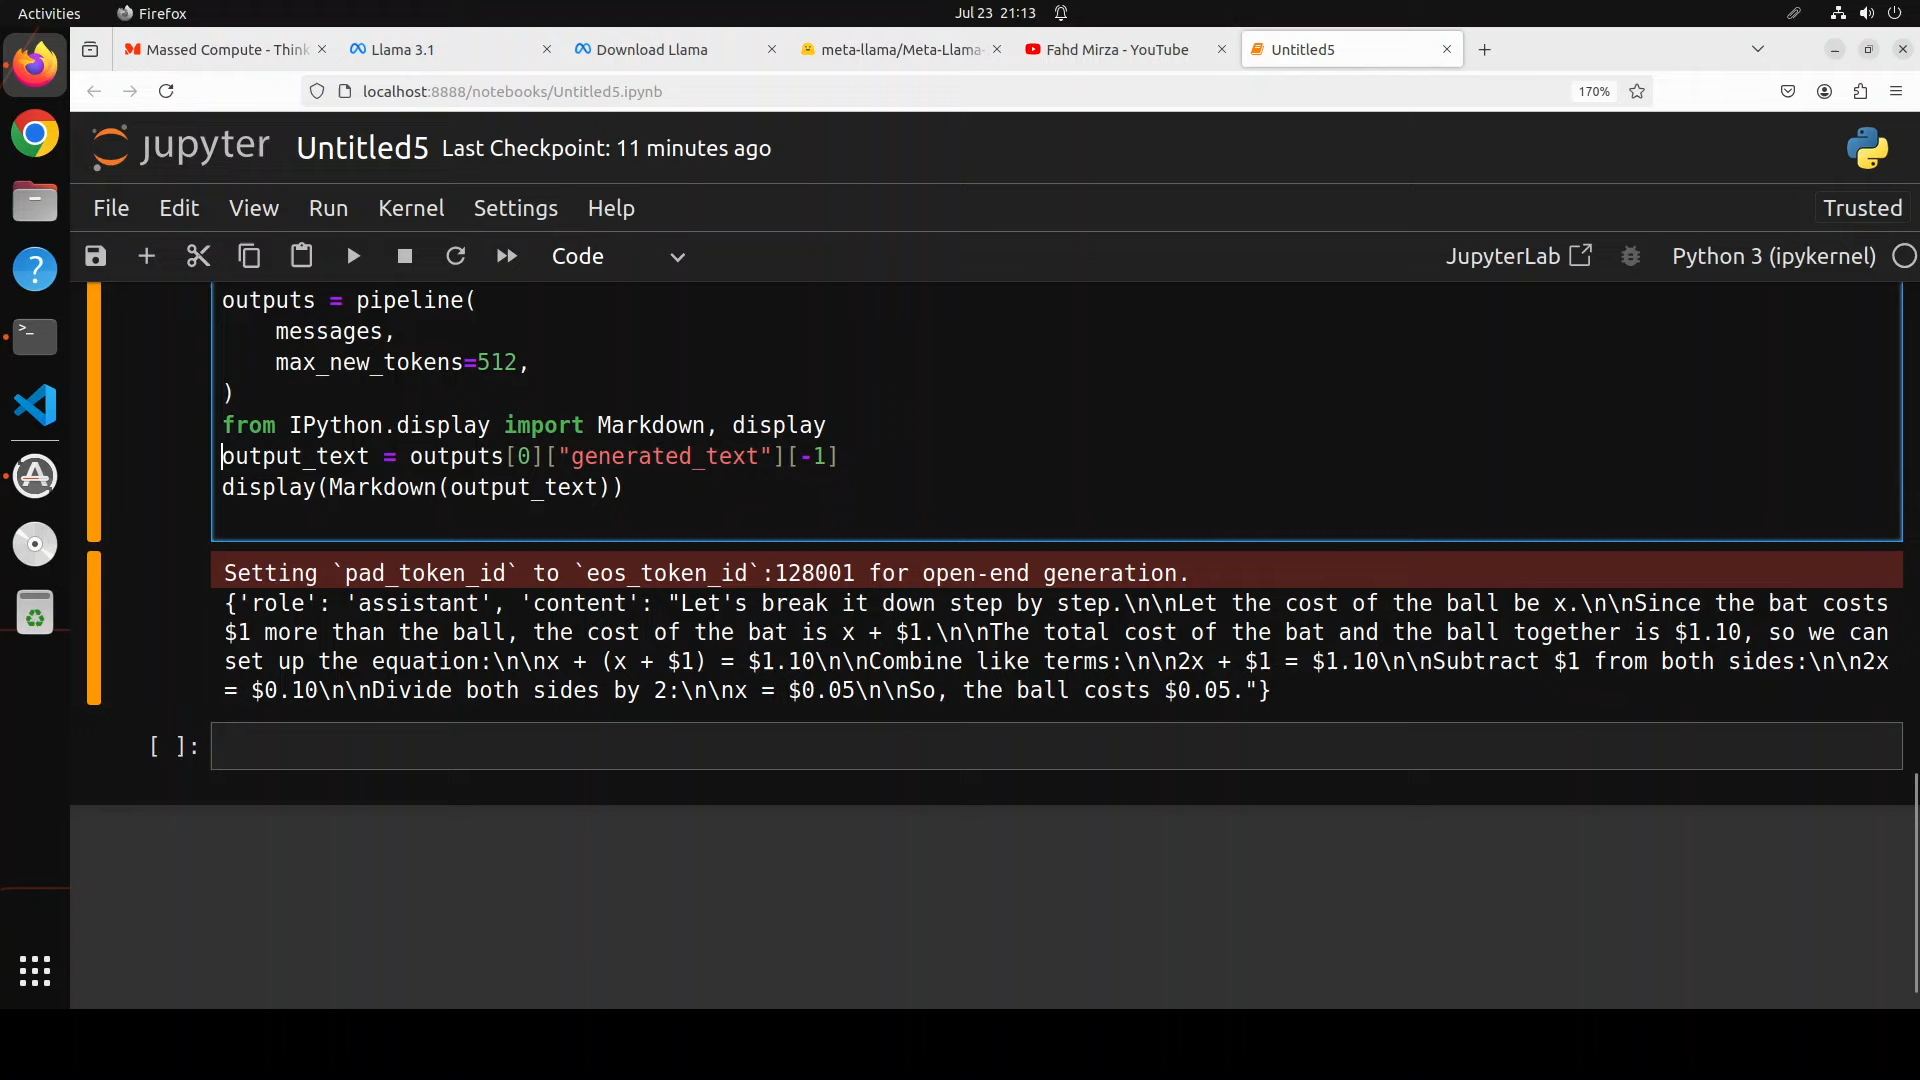 Activities
Firefox
Jul 23 21:13
Massed Compute - Think
Llama 3.1
Download Llama
meta-llama/Meta-Llama-
Fahd Mirza - YouTube
Untitled5
localhost:8888/notebooks/Untitled5.ipynb
170%
jupyter
Untitled5
Last Checkpoint: 11 minutes ago
File
Edit
View
Run
Kernel
Settings
Help
Trusted
Code
JupyterLab
Python 3 (ipykernel)
outputs = pipeline(
    messages,
    max_new_tokens=512,
)
from IPython.display import Markdown, display
output_text = outputs[0]["generated_text"][-1]
display(Markdown(output_text))
Setting `pad_token_id` to `eos_token_id`:128001 for open-end generation.
{'role': 'assistant', 'content': "Let's break it down step by step.\n\nLet the cost of the ball be x.\n\nSince the bat costs
$1 more than the ball, the cost of the bat is x + $1.\n\nThe total cost of the bat and the ball together is $1.10, so we can
set up the equation:\n\nx + (x + $1) = $1.10\n\nCombine like terms:\n\n2x + $1 = $1.10\n\nSubtract $1 from both sides:\n\n2x
= $0.10\n\nDivide both sides by 2:\n\nx = $0.05\n\nSo, the ball costs $0.05."}
[ ]: